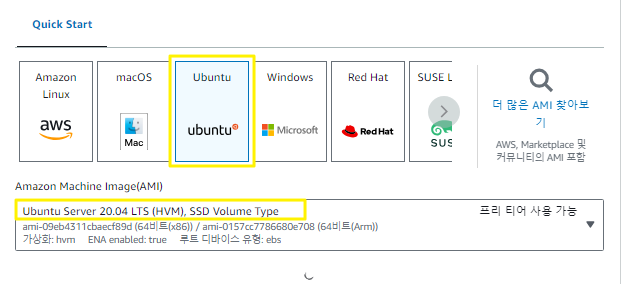 Quick Start
Amazon
Linux
aws
macOS
Mac
Ubuntu
ubuntu
Windows
Microsoft
Red Hat
Red Hat
SUSE L
SUS
더 많은 AMI 찾아보
기
AWS, Marketplace 및
커뮤니티의 AMI 포함
Amazon Machine Image(AMI)
Ubuntu Server 20.04 LTS (HVM), SSD Volume Type
프리 티어 사용 가능
ami-09eb4311cbaecf89d (64비트(x86)) / ami-0157cc7786680e708 (64비트(Arm))
가상화: hvm ENA enabled: true 루트 디바이스 유형: ebs